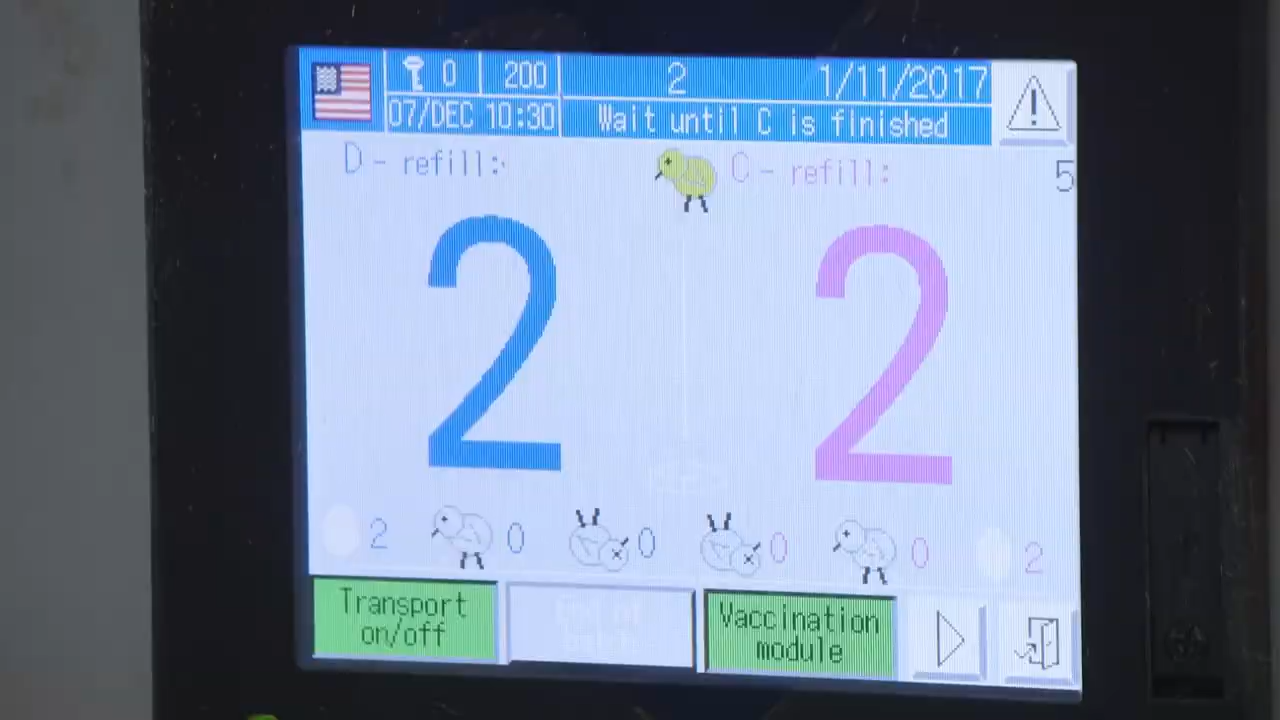 0 200 2 1/11/2017
07/DEC 10:30 Wait until C is finished
D - refill: C - refill: 5
2 2
2 0 0 0 0 2
Transport on/off
Vaccination module